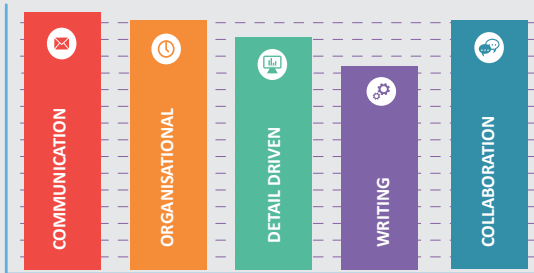 COMMUNICATION
ORGANISATIONAL
DETAIL DRIVEN
WRITING
COLLABORATION